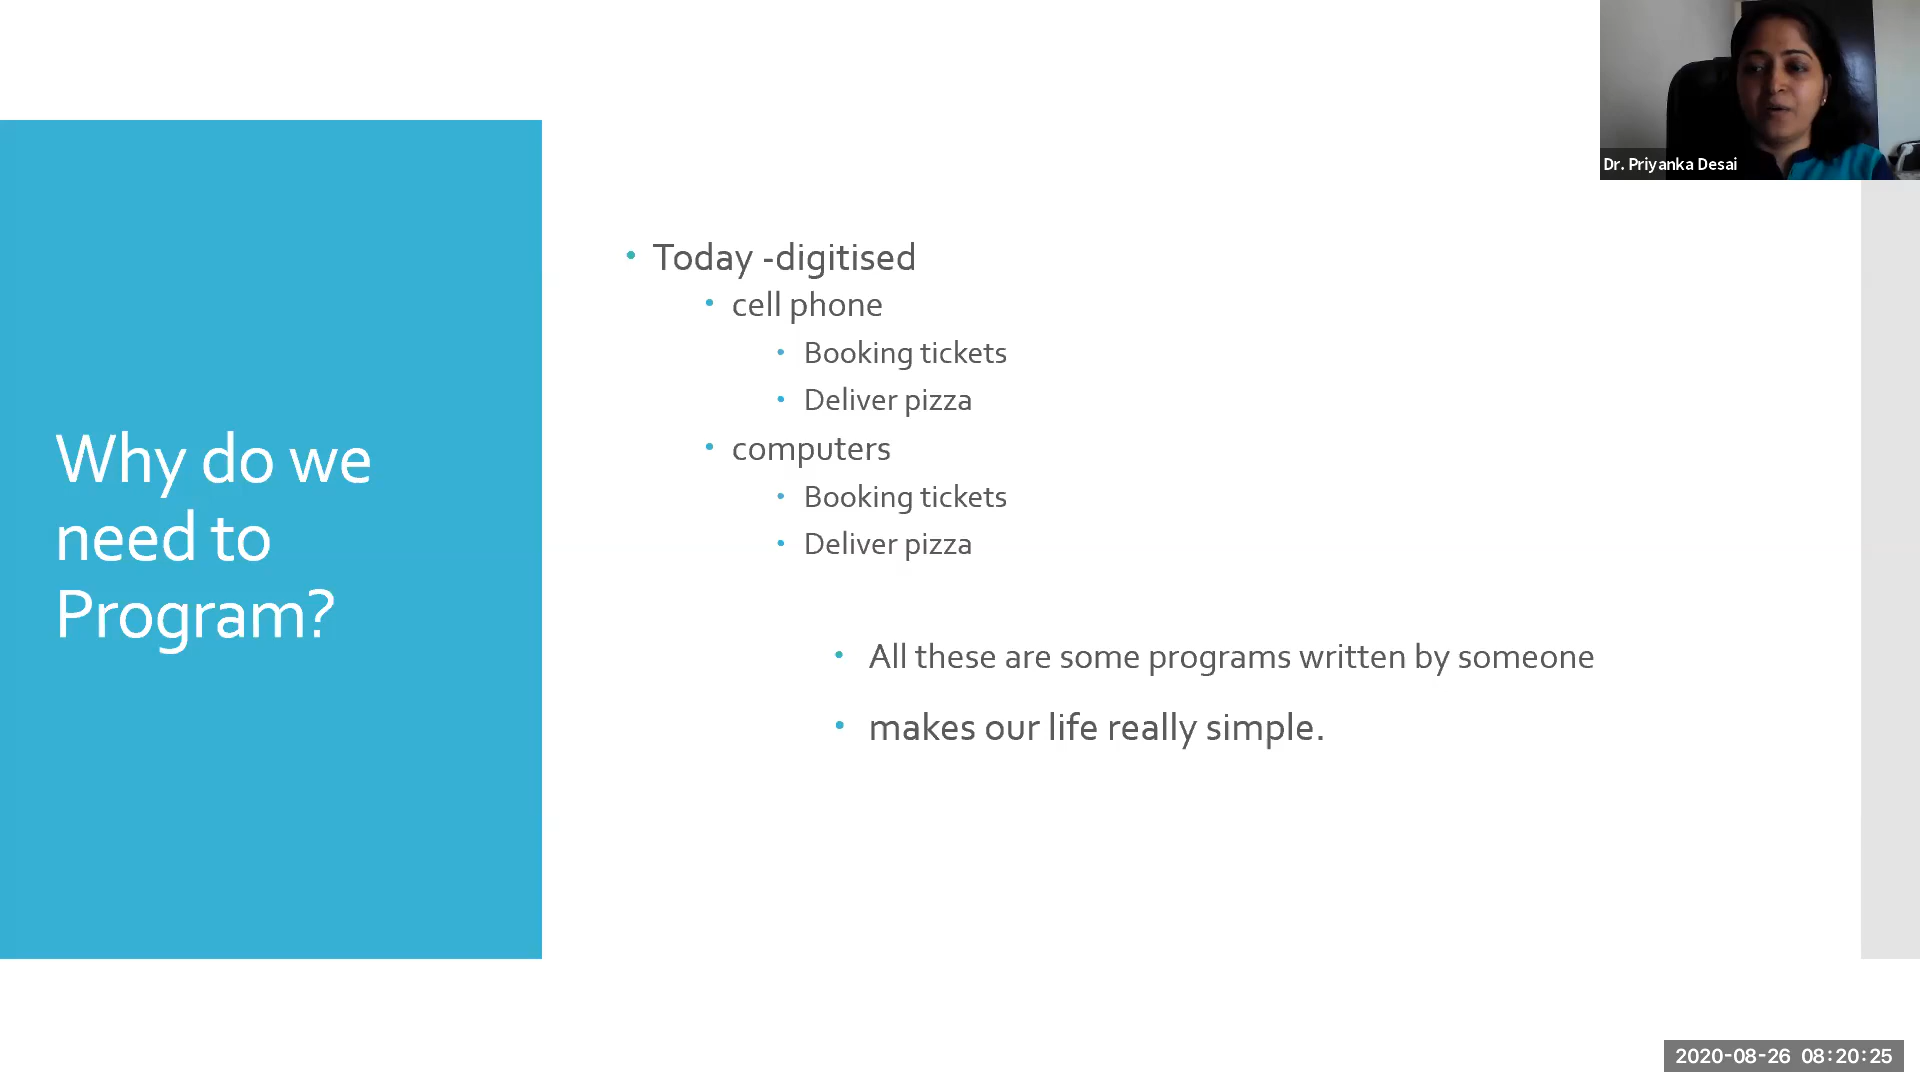 Dr. Priyanka Desai
Why do we
need to
Program?
Today -digitised
cell phone
Booking tickets
Deliver pizza
computers
Booking tickets
Deliver pizza
All these are some programs written by someone
makes our life really simple.
2020-08-26 08:20:25